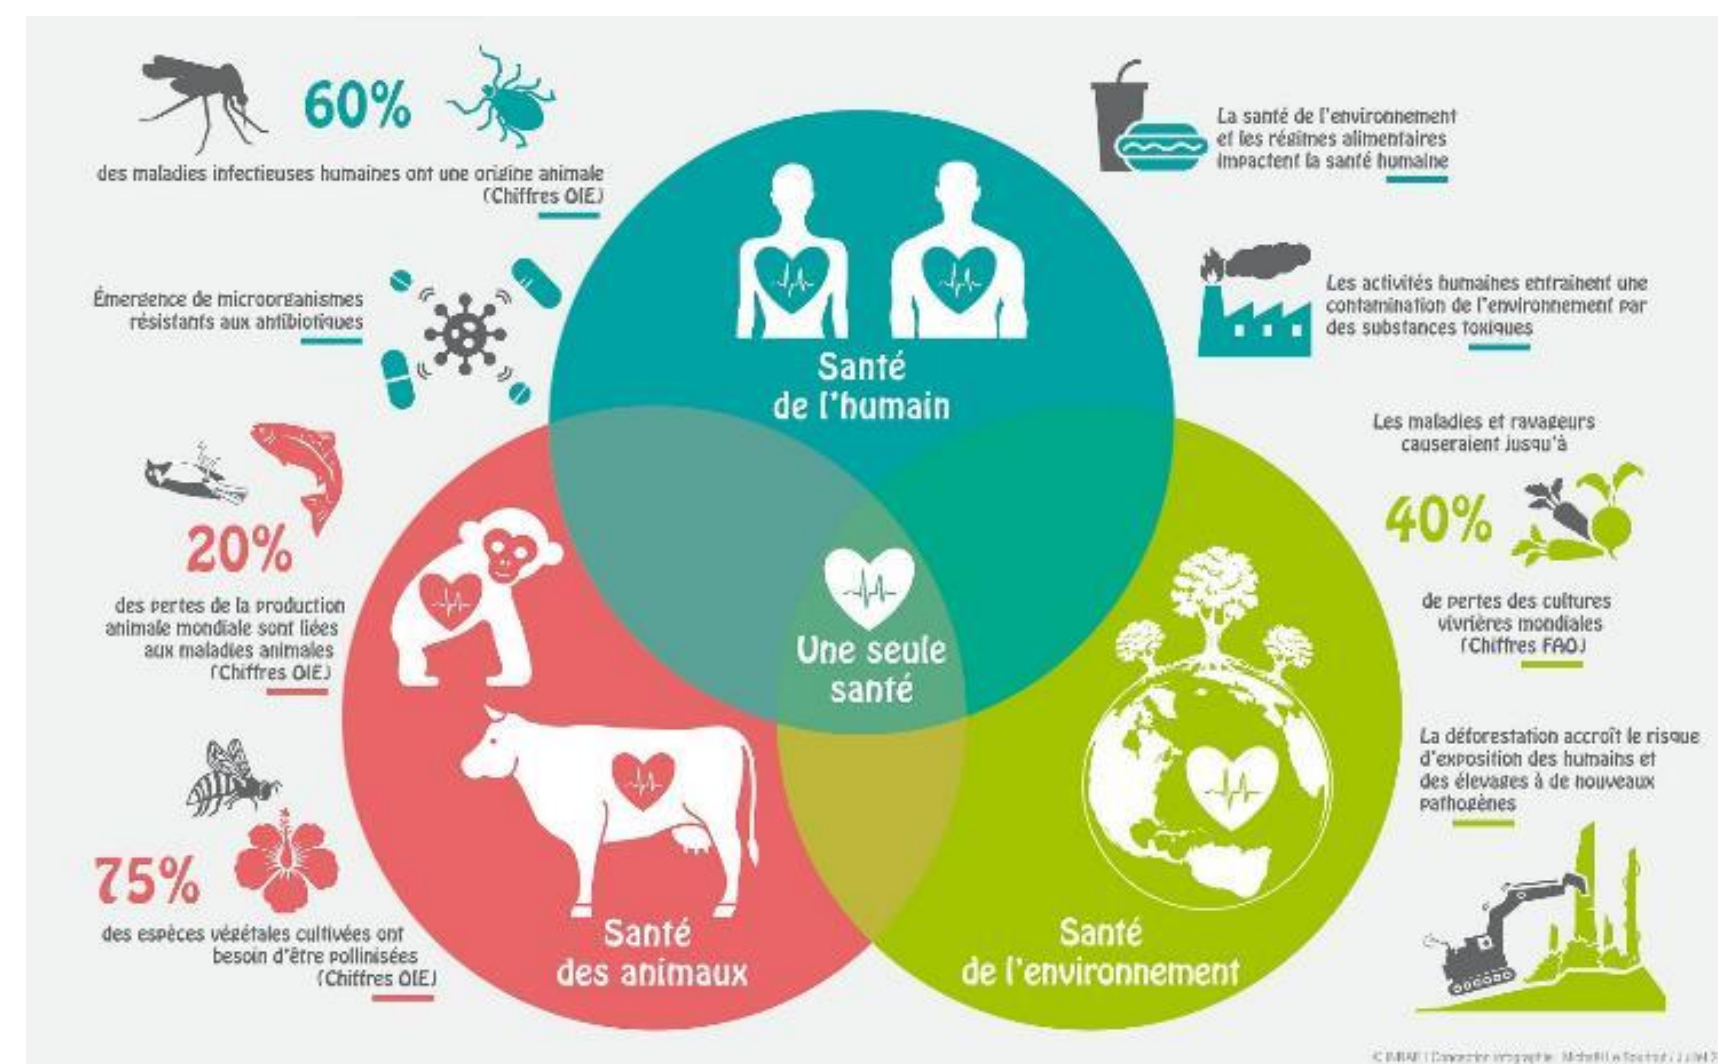 60%
des maladies infectieuses humaines ont une origine animale
(Chiffres OIE)
Émergence de microorganismes
résistants aux antibiotiques
20%
des pertes de la production
animale mondiale sont liées
aux maladies animales
(Chiffres OIE)
75%
des espèces végétales cultivées ont
besoin d'être pollinisées
(Chiffres OIE)
Santé
de l'humain
Une seule
santé
Santé
des animaux
Santé
de l'environnement
La santé de l'environnement
et les régimes alimentaires
impactent la santé humaine
Les activités humaines entraînent une
contamination de l'environnement par
des substances toxiques
Les maladies et ravageurs
causeraient jusqu'à
40%
de pertes des cultures
vivrières mondiales
(Chiffres FAO)
La déforestation accroît le risque
d'exposition des humains et
des élevages à de nouveaux
pathogènes